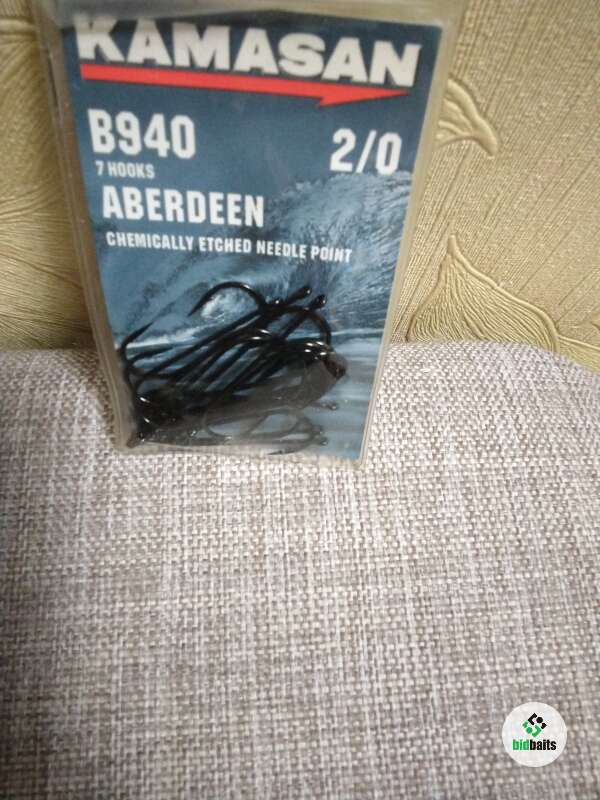 KAMASAN
B940
2/0
7 HOOKS
ABERDEEN
CHEMICALLY ETCHED NEEDLE POINT
bidbaits